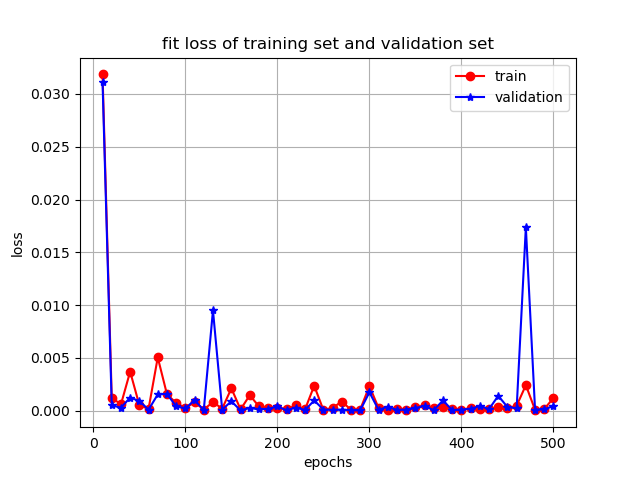 fit loss of training set and validation set
train
validation
0.030
0.025
0.020
0.015
0.010
0.005
0.000
loss
0
100
200
300
400
500
epochs